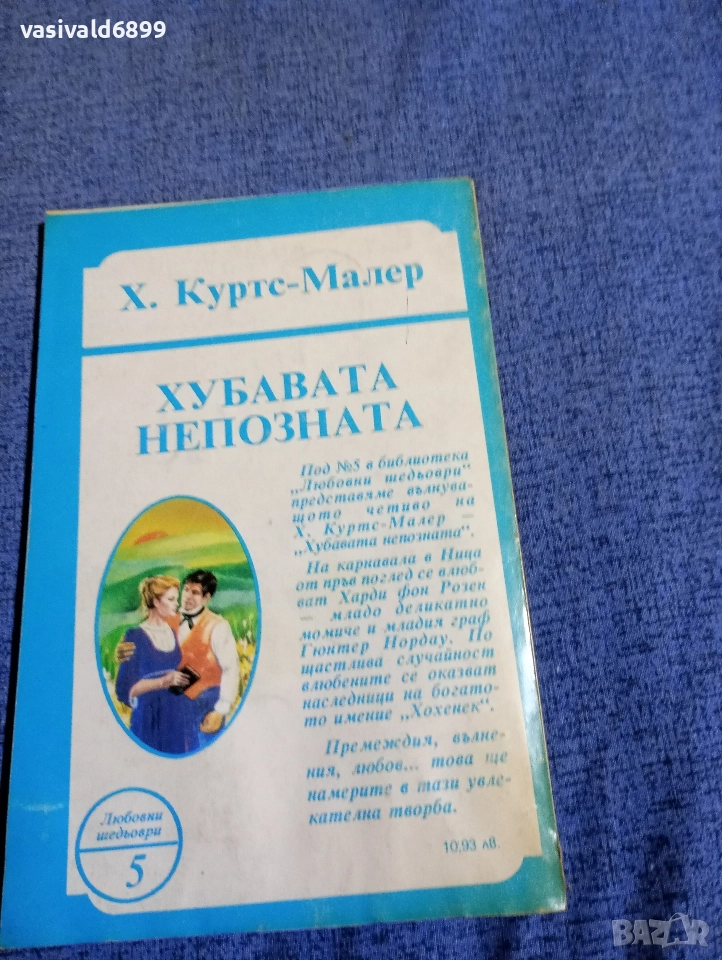 vasivald6899
Х. Куртс-Малер
ХУБАВАТА
НЕПОЗНАТА
Под №5 в библиотека
„Любовни шедьоври“
представяме вълнува-
щото четиво на
Х. Куртс-Малер —
„Хубавата непозната“.
На карнавала в Ница
от пръв поглед се влюб-
ват Харди фон Розен
— младо деликатно
момиче и младия граф
Гюнтер Нордау. По
щастлива случайност
влюбените се оказват
наследници на богато-
то имение „Хохенек“.
Премеждия, вълне-
ния, любов... това ще
намерите в тази увле-
кателна творба.
10,93 лв.
Любовни
шедьоври
5
BAZAR